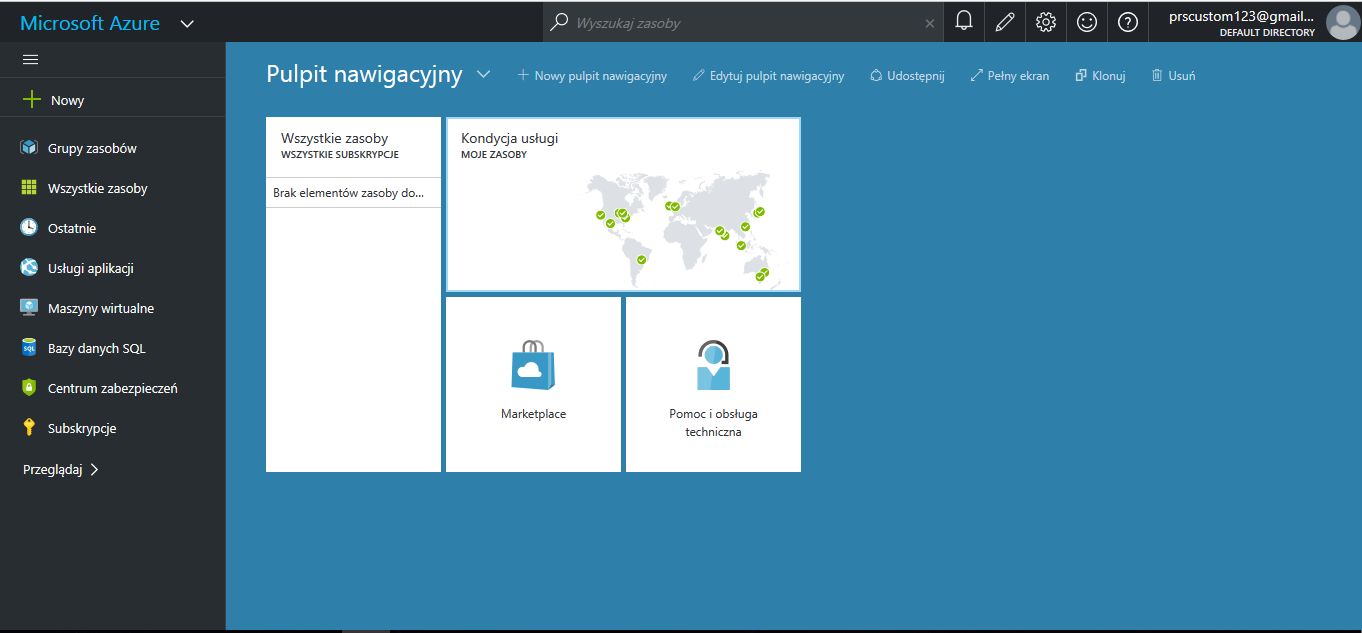 Microsoft Azure
Wyszukaj zasoby
prscustom123@gmail...
DEFAULT DIRECTORY
Nowy
Grupy zasobów
Wszystkie zasoby
Ostatnie
Usługi aplikacji
Maszyny wirtualne
Bazy danych SQL
Centrum zabezpieczeń
Subskrypcje
Przeglądaj
Pulpit nawigacyjny
Nowy pulpit nawigacyjny
Edytuj pulpit nawigacyjny
Udostępnij
Pełny ekran
Klonuj
Usuń
Wszystkie zasoby
WSZYSTKIE SUBSKRYPCJE
Brak elementów zasoby do...
Kondycja usługi
MOJE ZASOBY
Marketplace
Pomoc i obsługa
techniczna